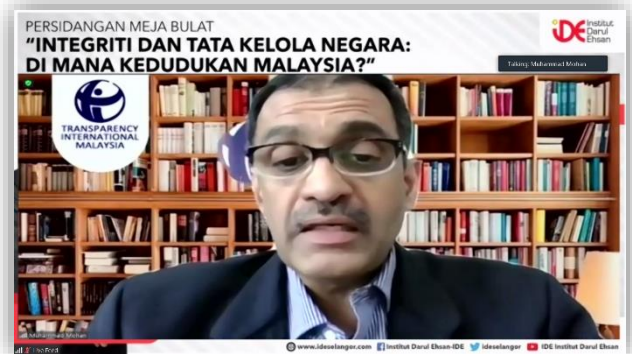 PERSIDANGAN MEJA BULAT
“INTEGRITI DAN TATA KELOLA NEGARA:
DI MANA KEDUDUKAN MALAYSIA?”
iDE Institut
Darul
Ehsan
Talking: Muhammad Mohan
TRANSPARENCY
INTERNATIONAL
MALAYSIA
Muhammad Mohan
www.ideselangor.com Institut Darul Ehsan-IDE ideselangor IDE Institut Darul Ehsan